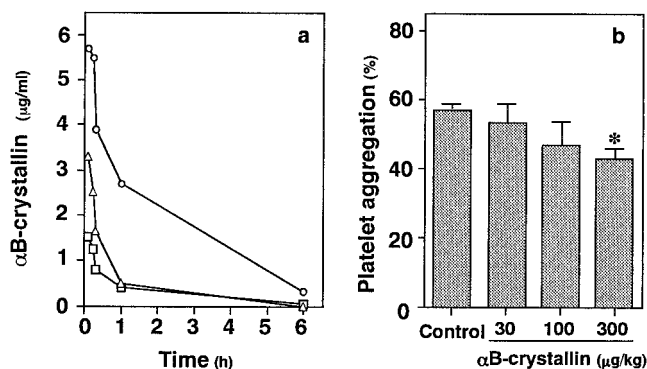 a
αB-crystallin (μg/ml)
6
5
4
3
2
1
0
0 1 2 3 4 5 6
Time (h)
b
Platelet aggregation (%)
80
60
40
20
0
*
Control 30 100 300
αB-crystallin (μg/kg)